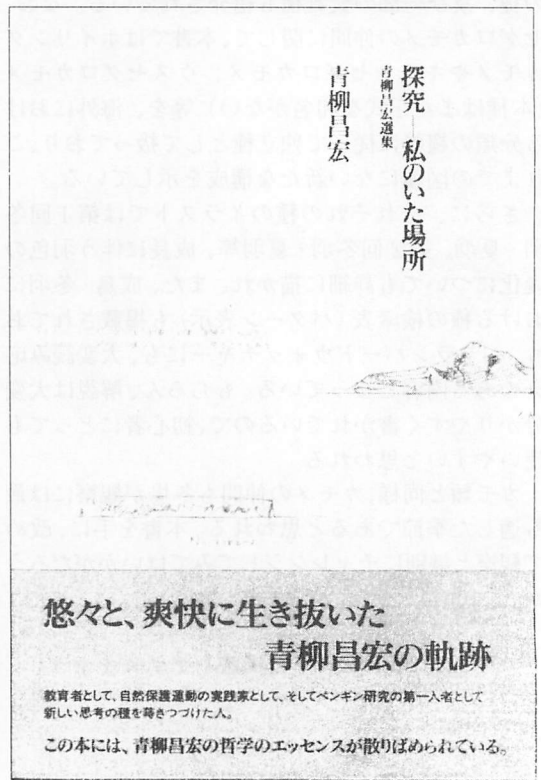 探究—私のいた場所
青柳昌宏選集
青柳昌宏
悠々と、爽快に生き抜いた
青柳昌宏の軌跡
教育者として、自然保護運動の実践家として、そしてペンギン研究の第一人者として
新しい思考の種を蒔きつづけた人。
この本には、青柳昌宏の哲学のエッセンスが散りばめられている。